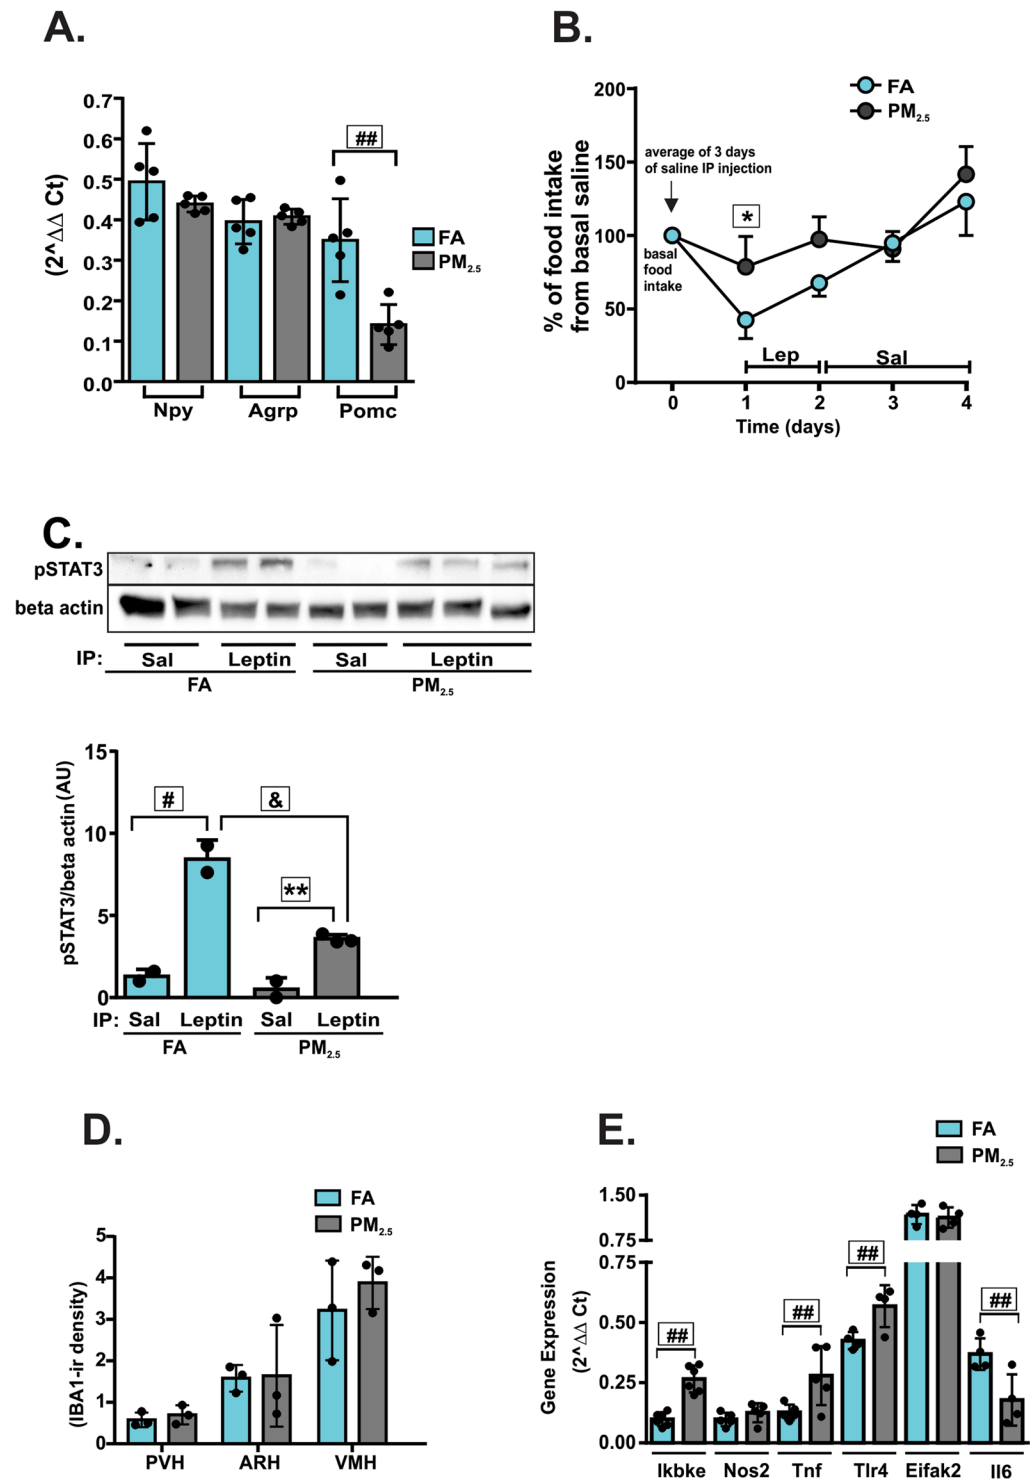 A.
0.7
0.6
0.5
0.4
0.3
0.2
0.1
0.0
(2^ΔΔ Ct)
##
FA
PM2.5
Npy
Agrp
Pomc
B.
200
150
100
50
0
% of food intake
from basal saline
FA
PM2.5
average of 3 days
of saline IP injection
*
basal
food
intake
Lep
Sal
0
1
2
3
4
Time (days)
C.
pSTAT3
beta actin
IP:
Sal
Leptin
Sal
Leptin
FA
PM2.5
15
10
5
0
pSTAT3/beta actin (AU)
#
&
**
IP:
Sal
Leptin
Sal
Leptin
FA
PM2.5
D.
FA
PM2.5
5
4
3
2
1
0
(IBA1-ir density)
PVH
ARH
VMH
E.
FA
PM2.5
1.50
0.75
0.75
0.50
0.25
0.00
Gene Expression
(2^ΔΔ Ct)
##
##
##
##
Ikbke
Nos2
Tnf
Tlr4
Eifak2
Il6